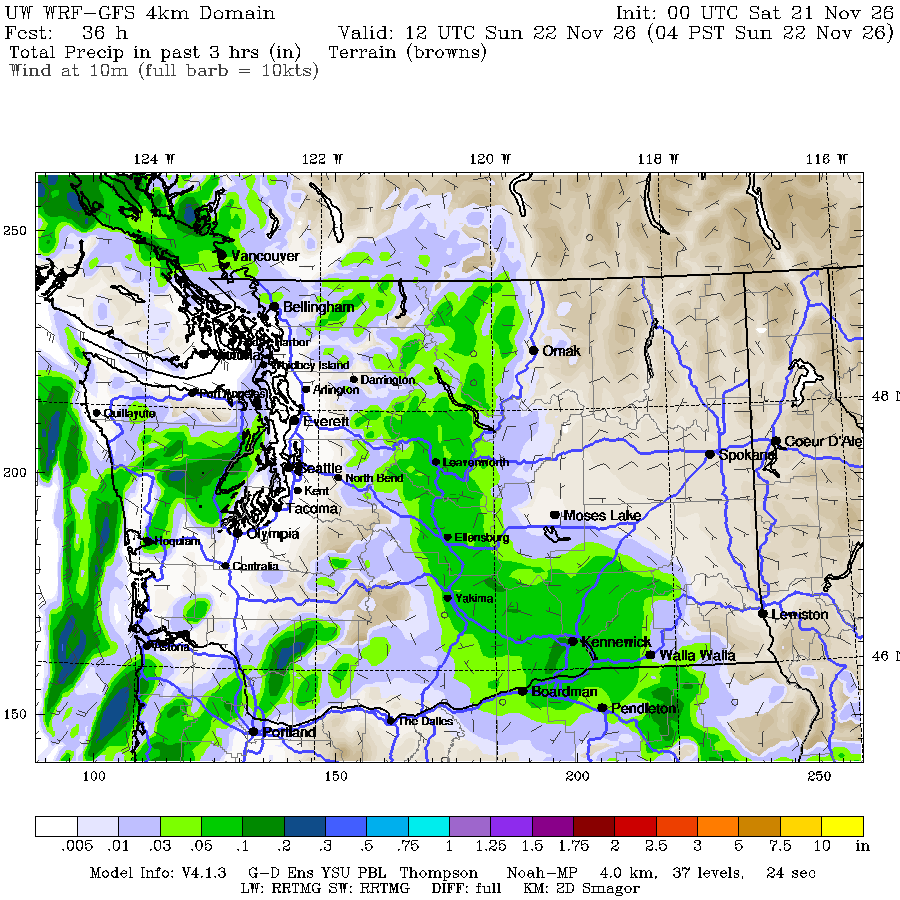 UW WRF-GFS 4km Domain Init: 00 UTC Sat 21 Nov 26
Fcst: 36 h Valid: 12 UTC Sun 22 Nov 26 (04 PST Sun 22 Nov 26)
Total Precip in past 3 hrs (in) Terrain (browns)
Wind at 10m (full barb = 10kts)
124 W 122 W 120 W 118 W 116 W
250
Vancouver
Bellingham
Harbor
Omak
Whidbey Island
Darrington
Port Angeles
Arlington
48 N
Quillayute
Everett
Coeur D'Ale
Spokane
Leavenworth
Seattle
200
North Bend
Kent
Tacoma
Moses Lake
Olympia
Ellensburg
Hoquiam
Centralia
Yakima
Lewiston
Kennewick
Astoria
Walla Walla
46 N
Boardman
Pendleton
150
The Dalles
Portland
100 150 200 250
.005 .01 .03 .05 .1 .2 .3 .5 .75 1 1.25 1.5 1.75 2 2.5 3 5 7.5 10 in
Model Info: V4.1.3 G-D Ens YSU PBL Thompson Noah-MP 4.0 km, 37 levels, 24 sec
LW: RRTMG SW: RRTMG DIFF: full KM: 2D Smagor